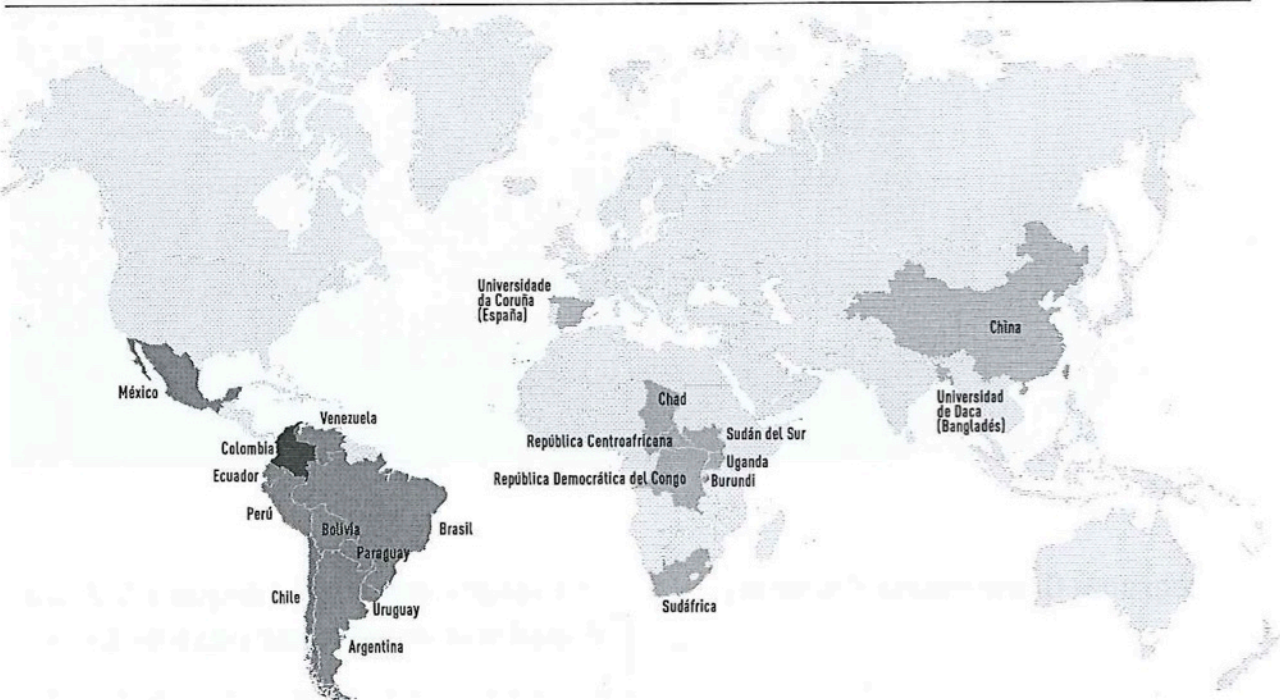 Universidade
da Coruña
(España)
China
México
Chad
Universidad
de Daca
(Bangladés)
Venezuela
Sudán del Sur
República Centroafricana
Colombia
Uganda
Ecuador
República Democrática del Congo
Burundi
Perú
Bolivia
Brasil
Paraguay
Chile
Uruguay
Sudáfrica
Argentina